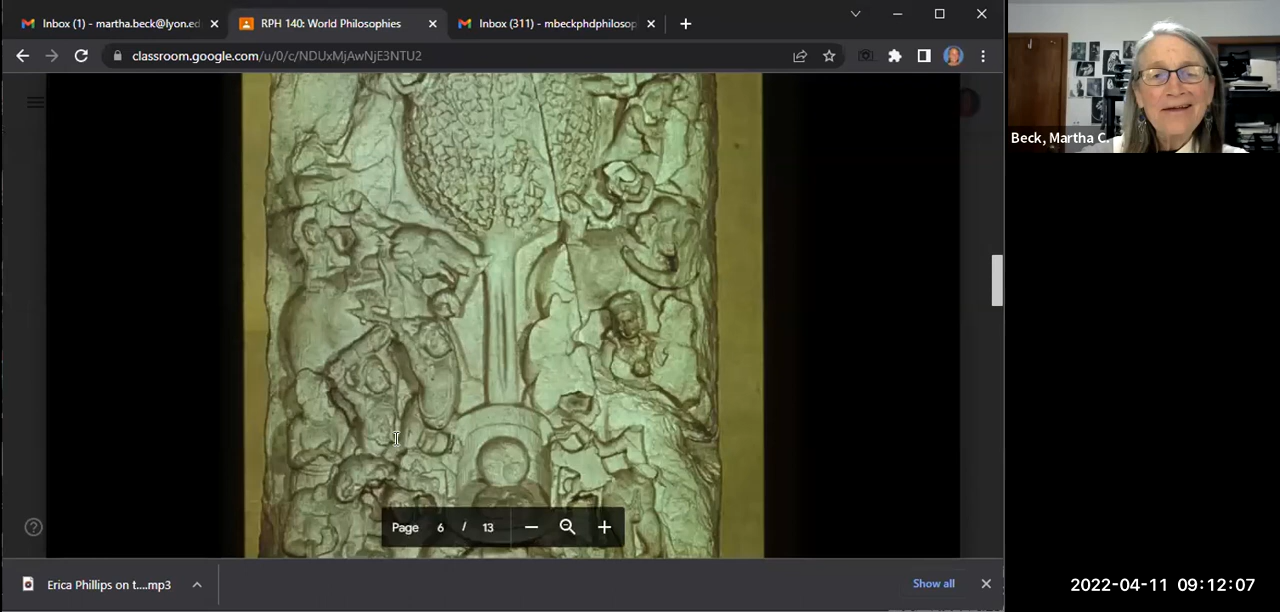 Inbox (1) - martha.beck@lyon.ed
RPH 140: World Philosophies
Inbox (311) - mbeckphdphilosop
classroom.google.com/u/0/c/NDUxMjAwNjE3NTU2
Beck, Martha C.
Page 6 / 13
Erica Phillips on t....mp3
Show all
2022-04-11 09:12:07